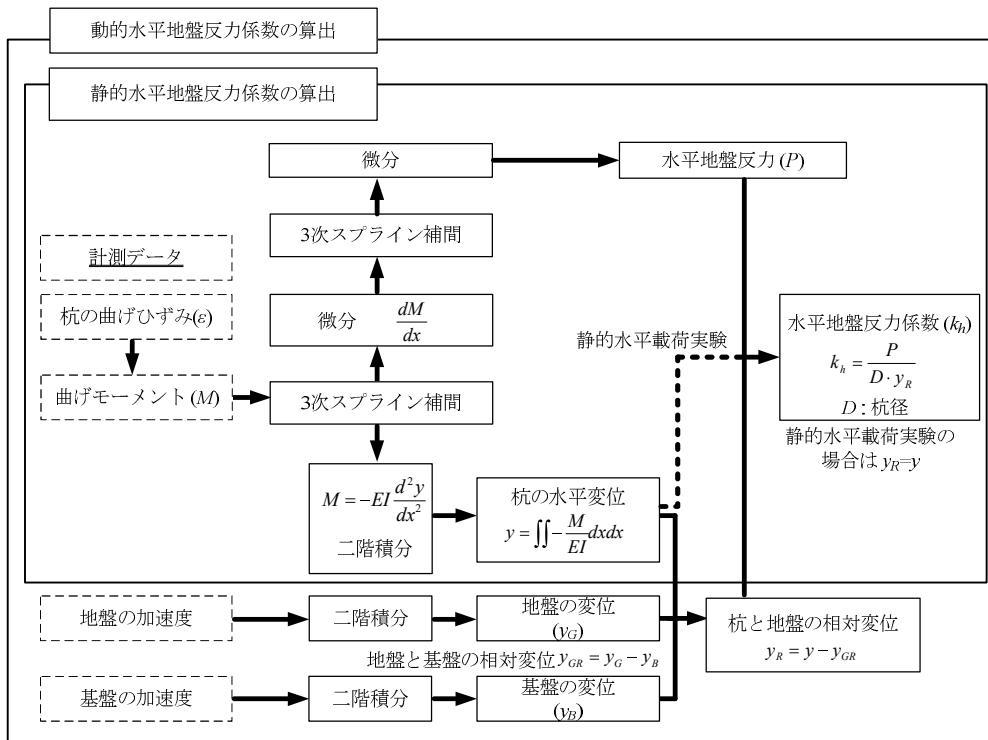 動的水平地盤反力係数の算出
静的水平地盤反力係数の算出
微分
水平地盤反力(P)
3次スプライン補間
計測データ
杭の曲げひずみ(ε)
微分 dM/dx
静的水平載荷実験
水平地盤反力係数(kh)
k_h = P/(D·y_R)
D:杭径
曲げモーメント(M)
3次スプライン補間
静的水平載荷実験の
場合は y_R=y
M = −EI d²y/dx²
二階積分
杭の水平変位
y = ∬ − M/EI dxdx
地盤の加速度
二階積分
地盤の変位
(y_G)
杭と地盤の相対変位
y_R = y − y_GR
地盤と基盤の相対変位 y_GR = y_G − y_B
基盤の加速度
二階積分
基盤の変位
(y_B)